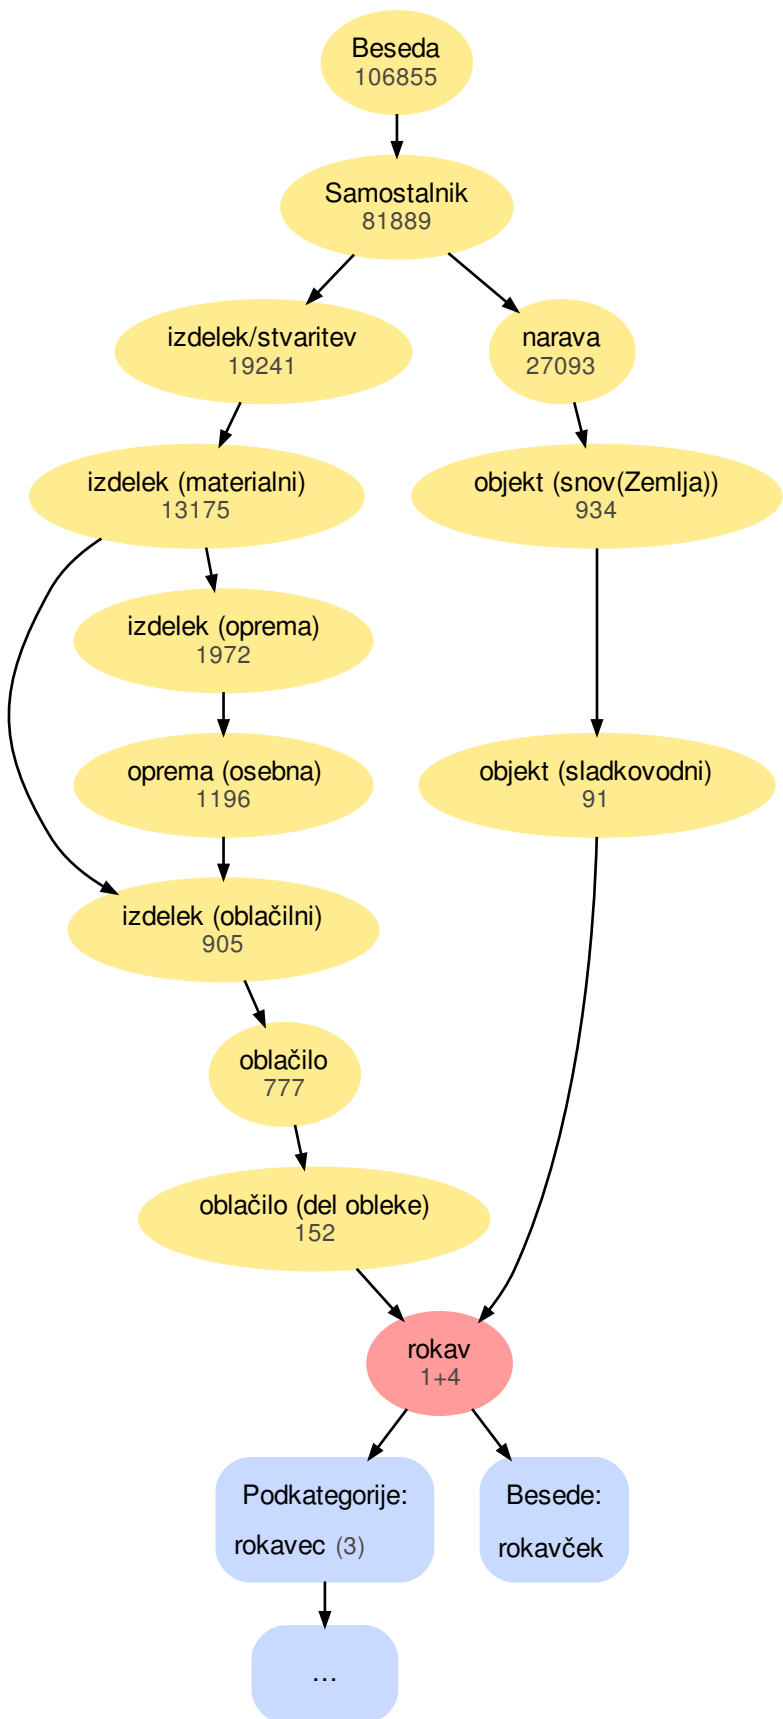 Beseda
106855
Samostalnik
81889
izdelek/stvaritev
19241
narava
27093
izdelek (materialni)
13175
objekt (snov(Zemlja))
934
izdelek (oprema)
1972
oprema (osebna)
1196
objekt (sladkovodni)
91
izdelek (oblačilni)
905
oblačilo
777
oblačilo (del obleke)
152
rokav
1+4
Podkategorije:
rokavec (3)
Besede:
rokavček
...